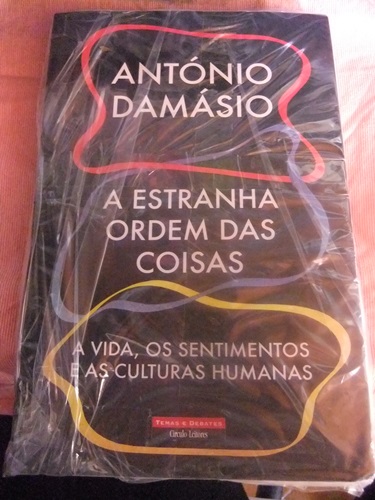 ANTÓNIO
DAMÁSIO
A ESTRANHA
ORDEM DAS
COISAS
A VIDA, OS SENTIMENTOS
E AS CULTURAS HUMANAS
TEMAS E DEBATES
Círculo Leitores